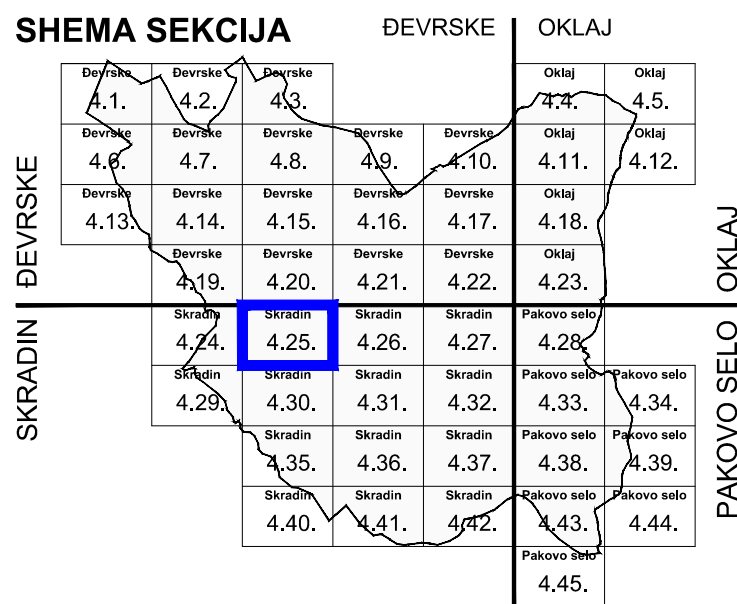 SHEMA SEKCIJA ĐEVRSKE OKLAJ
Đevrske Đevrske Đevrske Oklaj Oklaj
4.1. 4.2. 4.3. 4.4. 4.5.
Đevrske Đevrske Đevrske Đevrske Đevrske Oklaj Oklaj
4.6. 4.7. 4.8. 4.9. 4.10. 4.11. 4.12.
Đevrske Đevrske Đevrske Đevrske Đevrske Oklaj
4.13. 4.14. 4.15. 4.16. 4.17. 4.18.
Đevrske Đevrske Đevrske Đevrske Oklaj
4.19. 4.20. 4.21. 4.22. 4.23.
ĐEVRSKE
OKLAJ
Skradin Skradin Skradin Skradin Pakovo selo
4.24. 4.25. 4.26. 4.27. 4.28.
Skradin Skradin Skradin Skradin Pakovo selo Pakovo selo
4.29. 4.30. 4.31. 4.32. 4.33. 4.34.
Skradin Skradin Skradin Pakovo selo Pakovo selo
4.35. 4.36. 4.37. 4.38. 4.39.
Skradin Skradin Skradin Pakovo selo Pakovo selo
4.40. 4.41. 4.42. 4.43. 4.44.
Pakovo selo
4.45.
SKRADIN
PAKOVO SELO